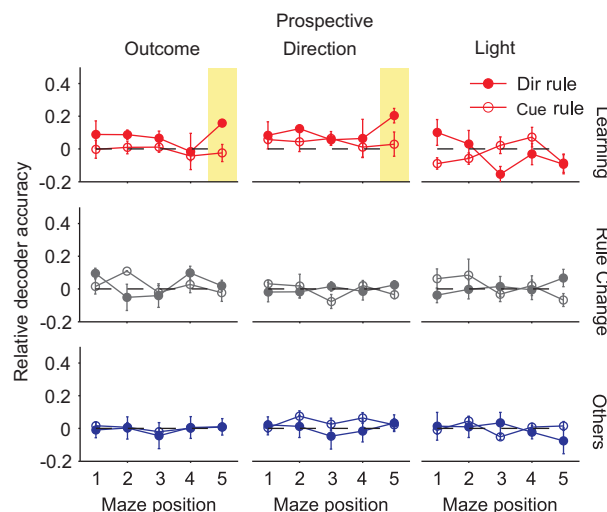 Prospective
Outcome Direction Light
Relative decoder accuracy
0.4
0.2
0
-0.2
Dir rule
Cue rule
Learning
0.4
0.2
0
-0.2
Rule Change
0.4
0.2
0
-0.2
Others
1 2 3 4 5 1 2 3 4 5 1 2 3 4 5
Maze position Maze position Maze position